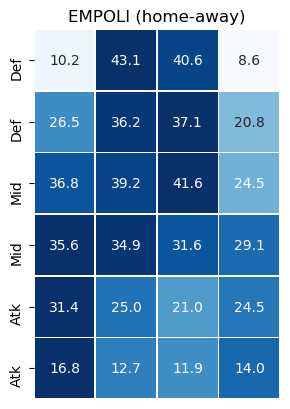 EMPOLI (home-away)
Def 10.2 43.1 40.6 8.6
Def 26.5 36.2 37.1 20.8
Mid 36.8 39.2 41.6 24.5
Mid 35.6 34.9 31.6 29.1
Atk 31.4 25.0 21.0 24.5
Atk 16.8 12.7 11.9 14.0